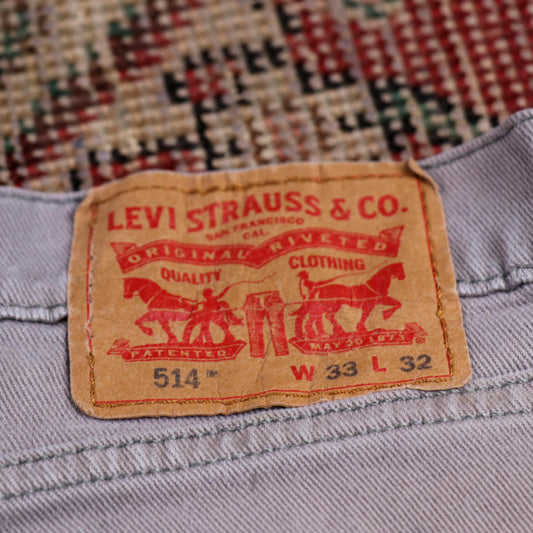 LEVI STRAUSS & CO.
SAN FRANCISCO
CAL.
ORIGINAL RIVETED
QUALITY CLOTHING
PATENTED MAY 20 1873
514™ W 33 L 32 ®